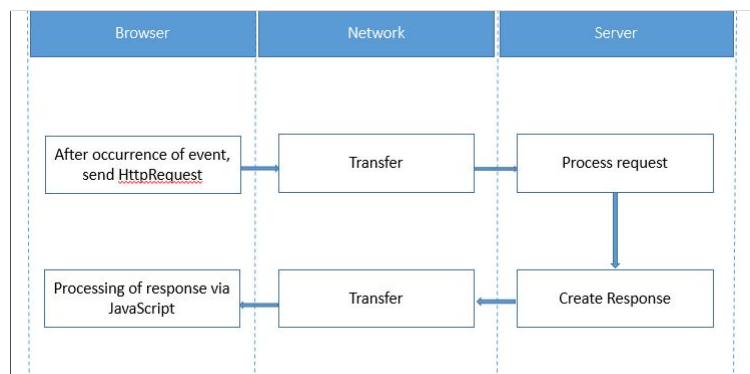 Browser
Network
Server
After occurrence of event,
send HttpRequest
Transfer
Process request
Processing of response via
JavaScript
Transfer
Create Response